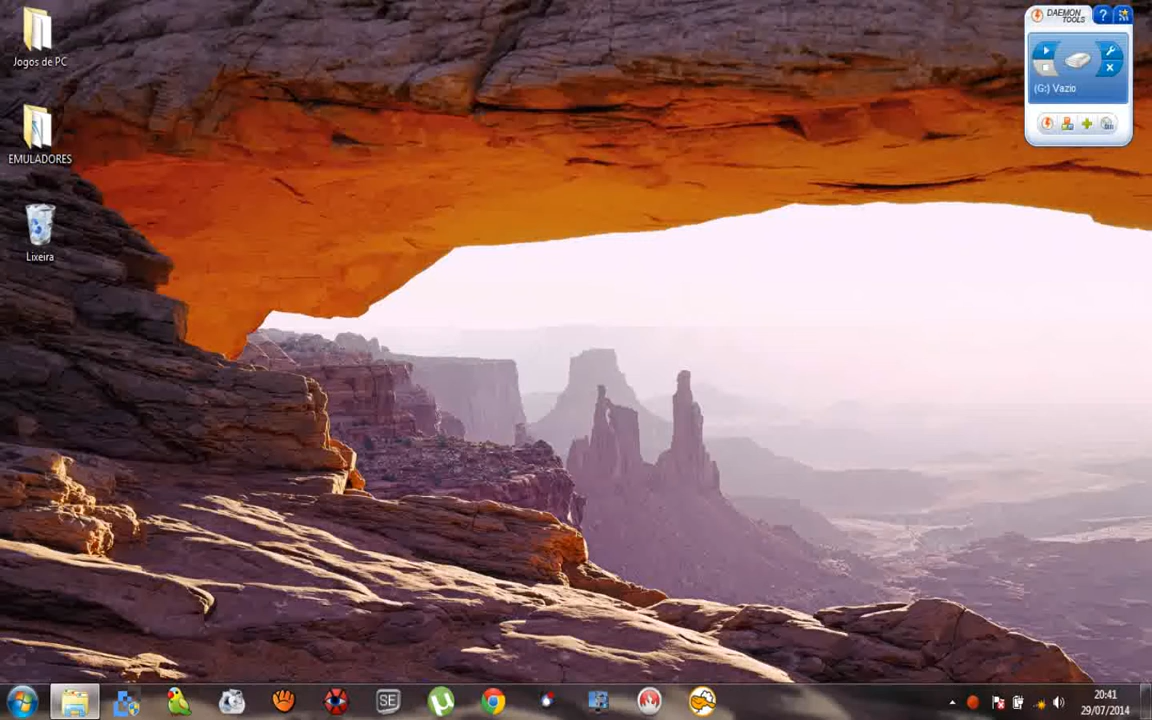 Jogos de PC
EMULADORES
Lixeira
DAEMON
TOOLS
?
(G:) Vazio
SE
20:41
29/07/2014